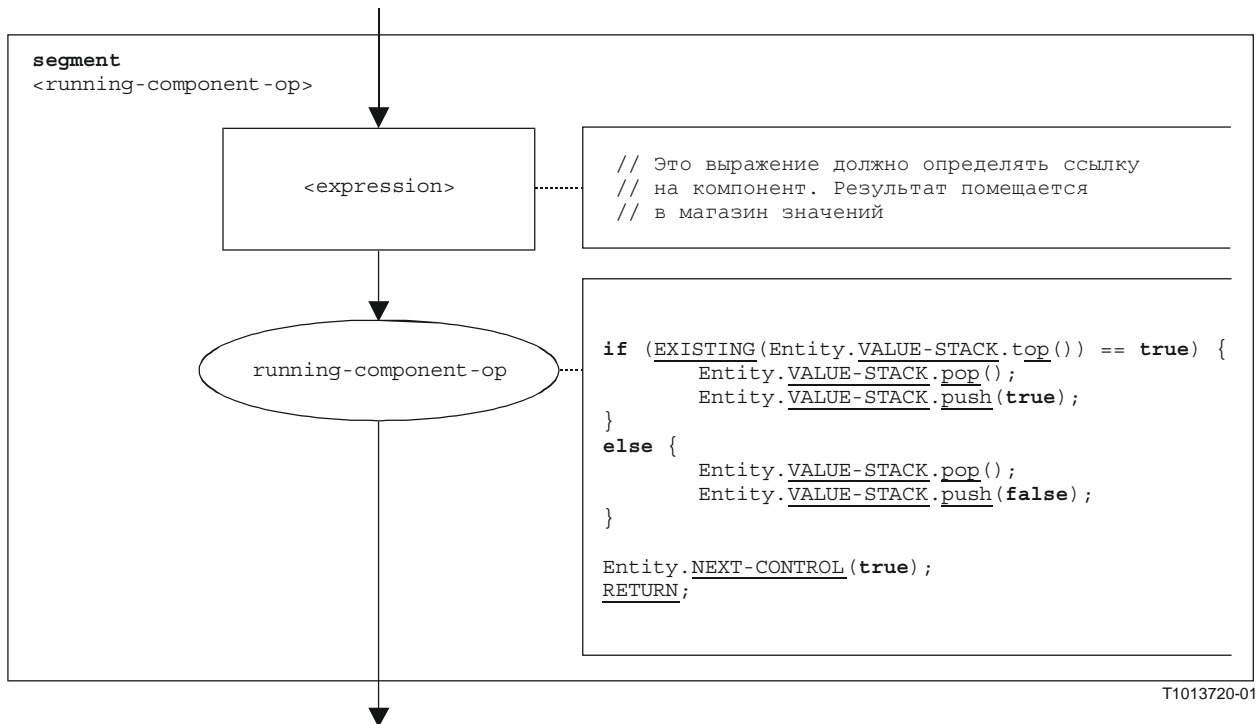 segment
<running-component-op>
<expression>
// Это выражение должно определять ссылку
// на компонент. Результат помещается
// в магазин значений
running-component-op
if (EXISTING(Entity.VALUE-STACK.top()) == true) {
Entity.VALUE-STACK.pop();
Entity.VALUE-STACK.push(true);
}
else {
Entity.VALUE-STACK.pop();
Entity.VALUE-STACK.push(false);
}
Entity.NEXT-CONTROL(true);
RETURN;
T1013720-01